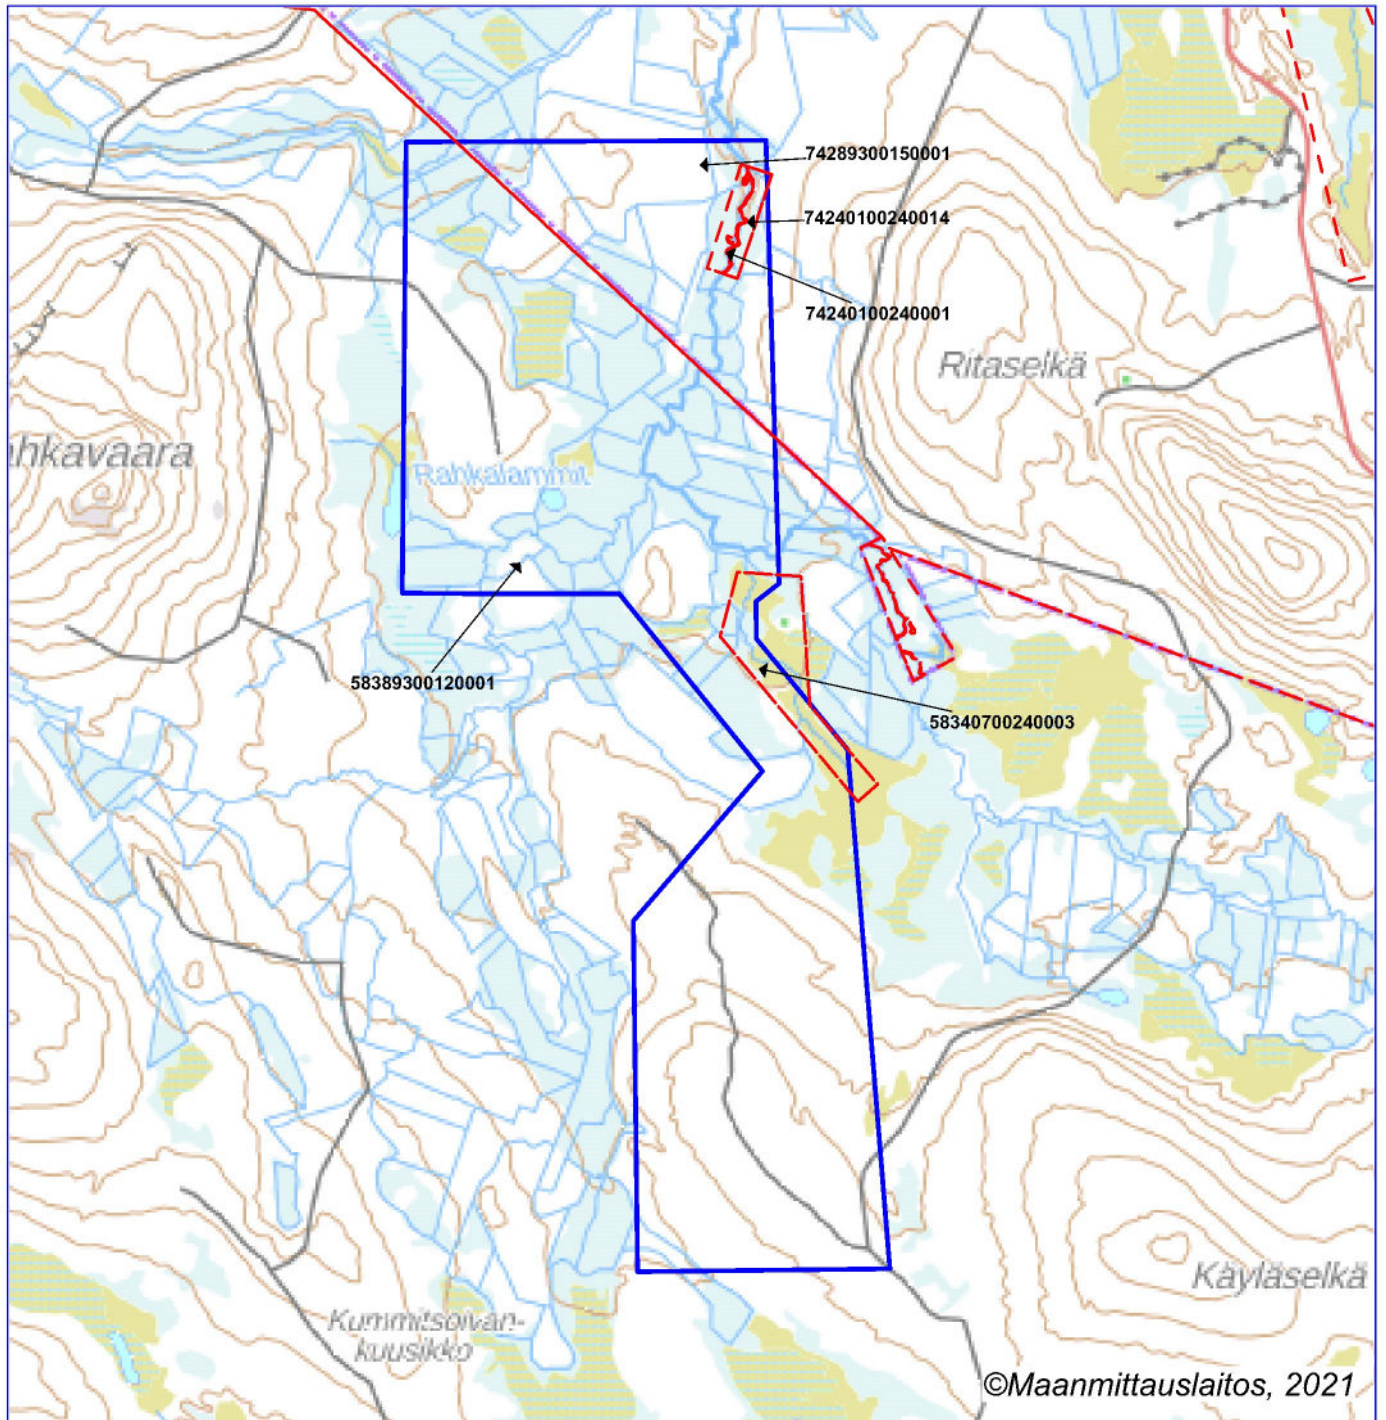 74289300150001
74240100240014
74240100240001
Ritaselkä
hkavaara
Rahkalammit
58389300120001
58340700240003
Käyläselkä
Kummitsoivan-
kuusikko
©Maanmittauslaitos, 2021